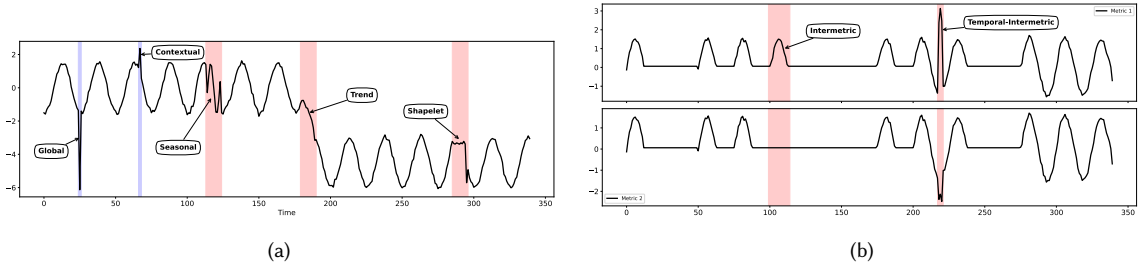 2
0
−2
−4
−6
0
50
100
150
200
250
300
350
Time
Global
Contextual
Seasonal
Trend
Shapelet
(a)
3
2
1
0
−1
Metric 1
Intermetric
Temporal-Intermetric
1
0
−1
−2
Metric 2
0
50
100
150
200
250
300
350
(b)